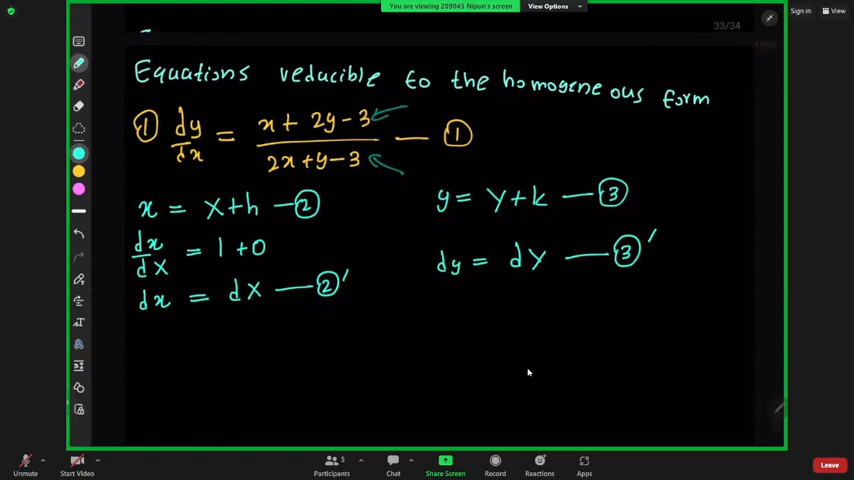 You are viewing 209045 Nipun's screen
View Options
Sign in
View
33/34
Equations reducible to the homogeneous form
① dy/dx = x + 2y - 3 / 2x + y - 3 — ①
x = X + h — ②
y = Y + k — ③
dx/dX = 1 + 0
dy = dY — ③'
dx = dX — ②'
Unmute
Start Video
Participants
5
Chat
Share Screen
Record
Reactions
Apps
Leave